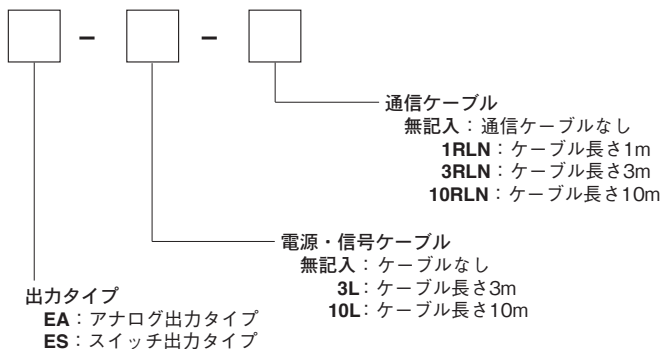 － －
通信ケーブル
無記入：通信ケーブルなし
1RLN：ケーブル長さ1m
3RLN：ケーブル長さ3m
10RLN：ケーブル長さ10m
電源・信号ケーブル
無記入：ケーブルなし
3L：ケーブル長さ3m
10L：ケーブル長さ10m
出力タイプ
EA：アナログ出力タイプ
ES：スイッチ出力タイプ